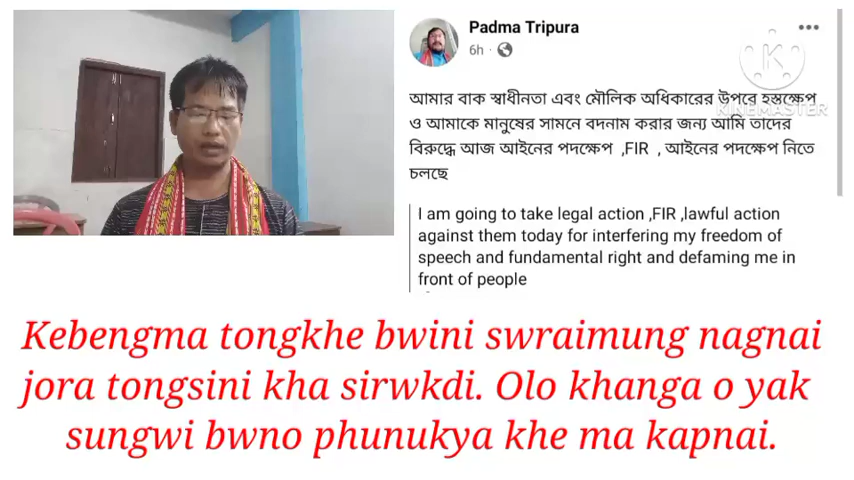 Padma Tripura
6h
আমার বাক স্বাধীনতা এবং মৌলিক অধিকারের উপরে হস্তক্ষেপ
ও আমাকে মানুষের সামনে বদনাম করার জন্য আমি তাদের
বিরুদ্ধে আজ আইনের পদক্ষেপ ,FIR , আইনের পদক্ষেপ নিতে
চলছে
I am going to take legal action ,FIR ,lawful action
against them today for interfering my freedom of
speech and fundamental right and defaming me in
front of people
K
KINEMASTER
Kebengma tongkhe bwini swraimung nagnai
jora tongsini kha sirwkdi. Olo khanga o yak
sungwi bwno phunukya khe ma kapnai.